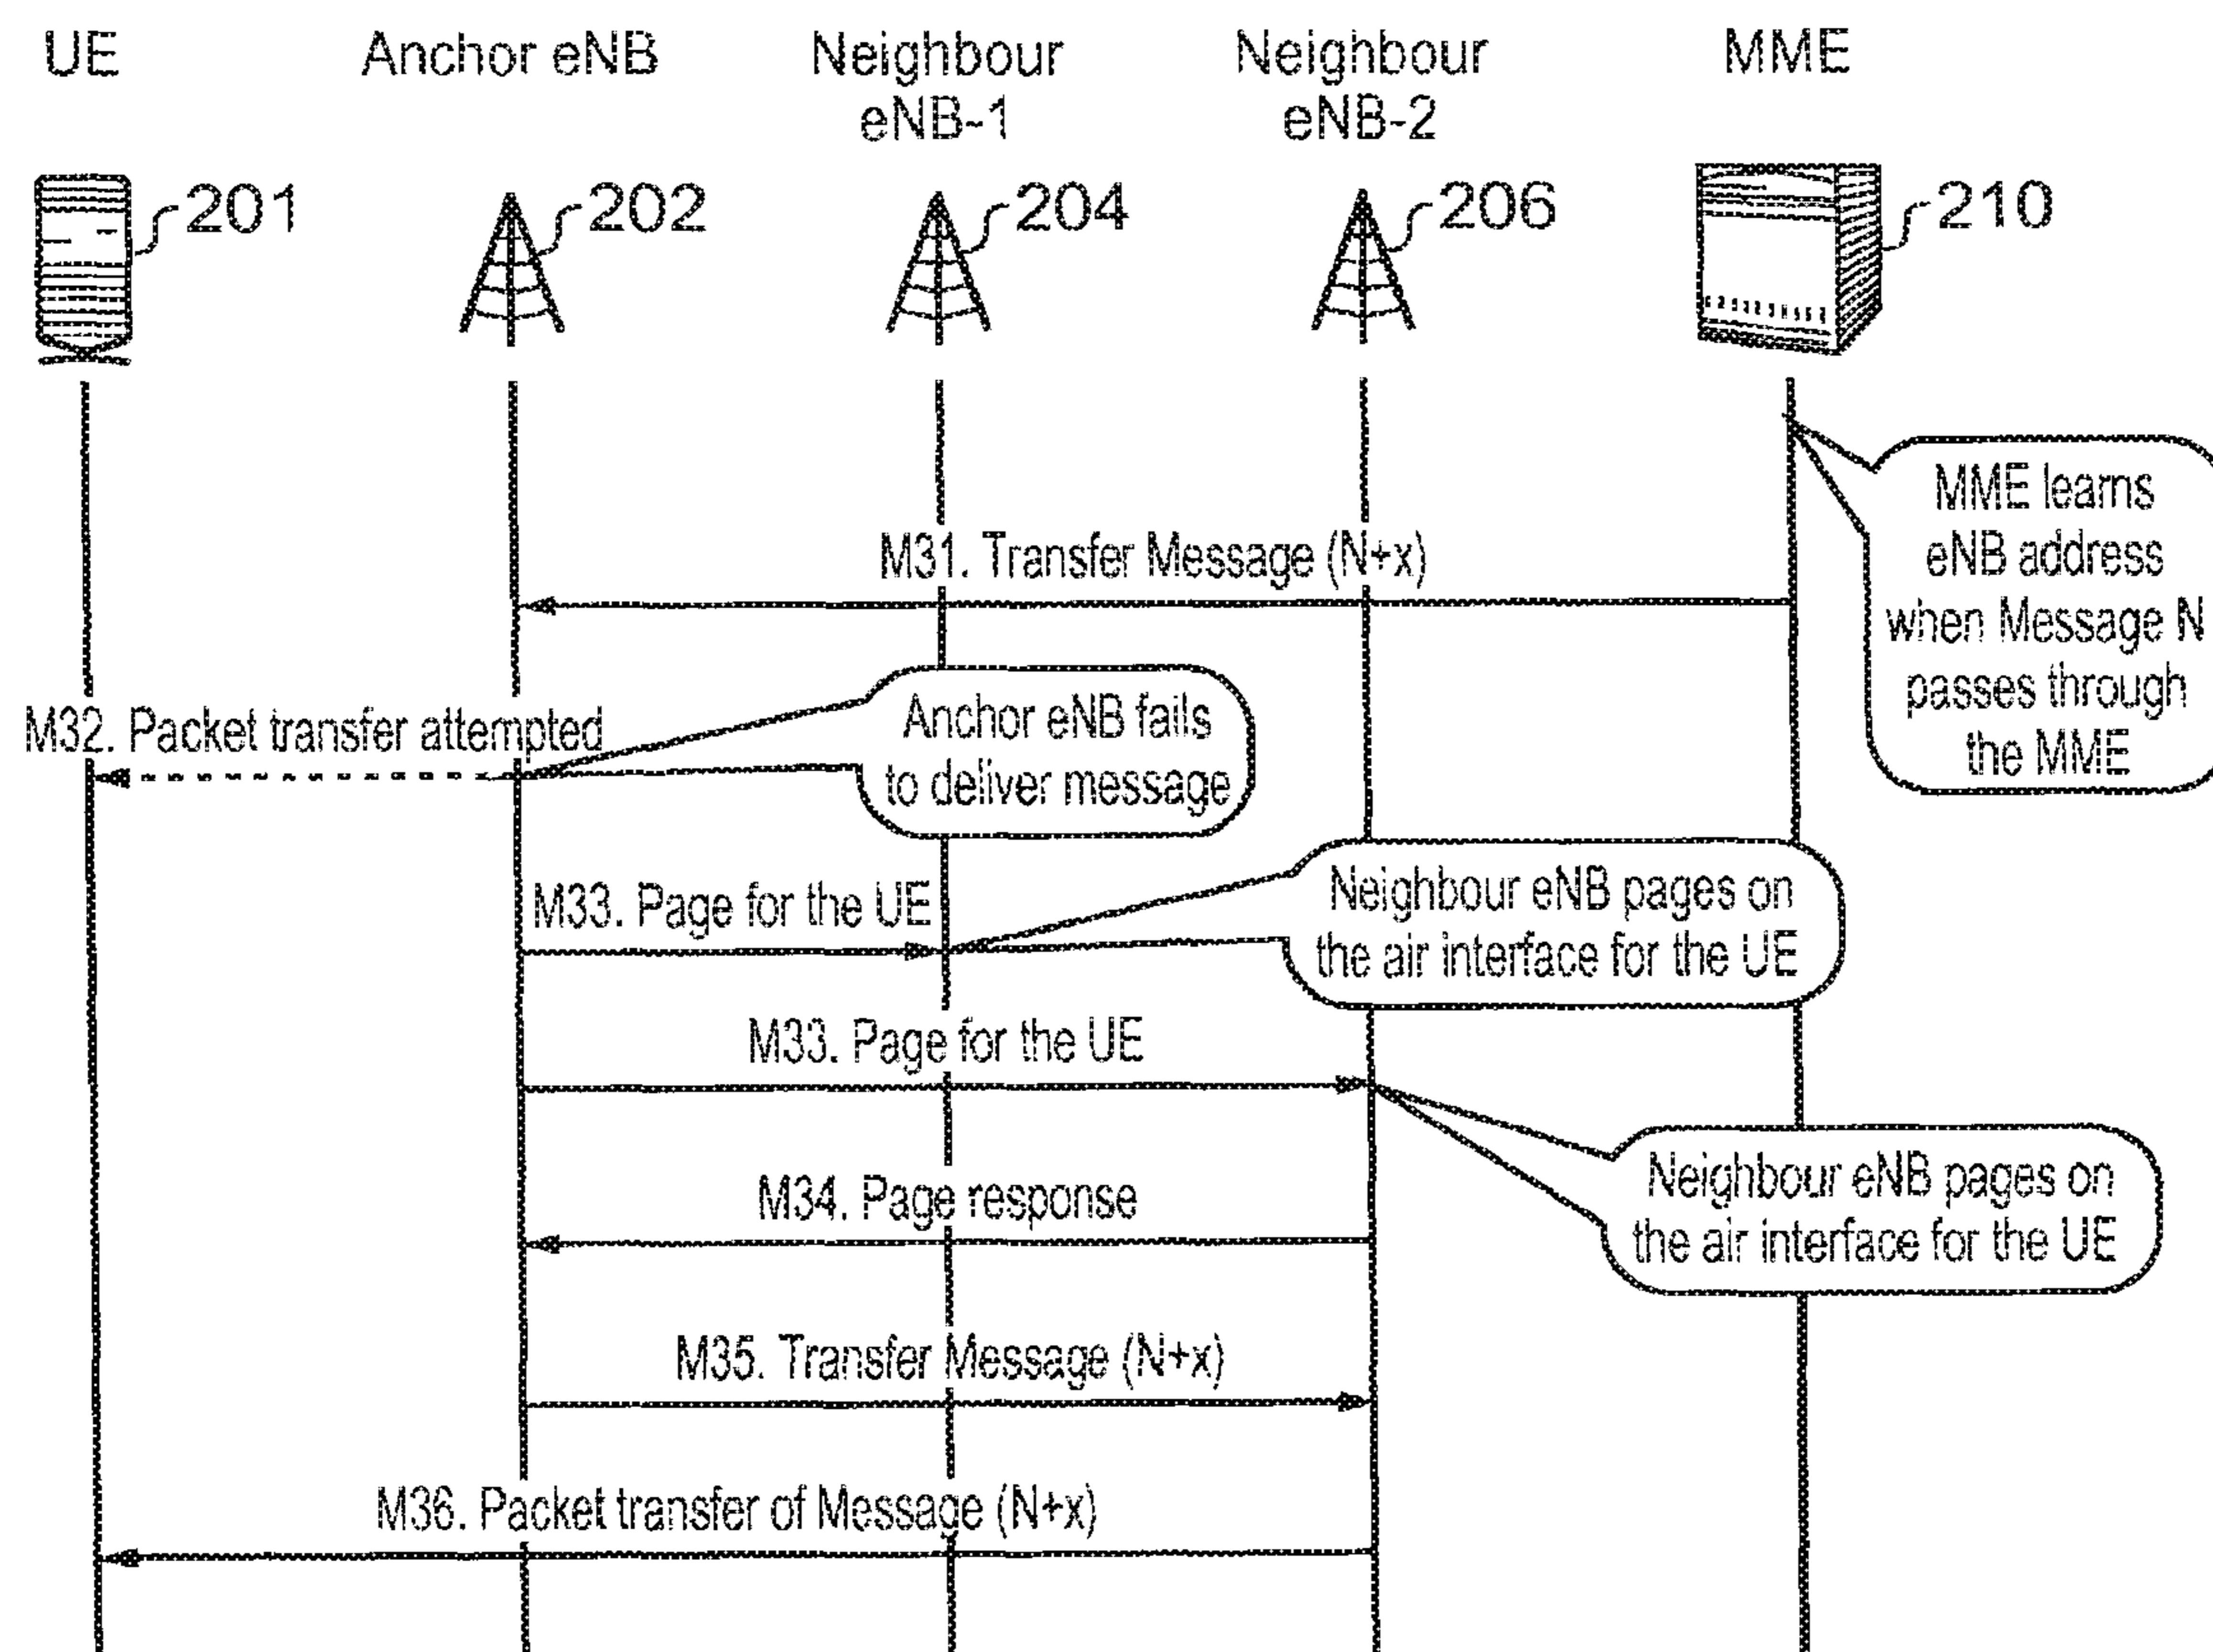 UE
Anchor eNB
Neighbour
eNB-1
Neighbour
eNB-2
MME
201
202
204
206
210
MME learns
eNB address
when Message N
passes through
the MME
M31. Transfer Message (N+x)
M32. Packet transfer attempted
Anchor eNB fails
to deliver message
M33. Page for the UE
Neighbour eNB pages on
the air interface for the UE
M33. Page for the UE
Neighbour eNB pages on
the air interface for the UE
M34. Page response
M35. Transfer Message (N+x)
M36. Packet transfer of Message (N+x)